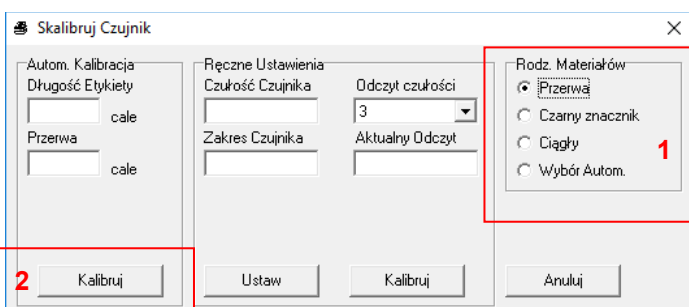 Skalibruj Czujnik
Autom. Kalibracja
Długość Etykiety
cale
Przerwa
cale
Kalibruj
2
Ręczne Ustawienia
Czułość Czujnika
Odczyt czułości
3
Zakres Czujnika
Aktualny Odczyt
Ustaw
Kalibruj
Rodz. Materiałów
Przerwa
Czarny znacznik
Ciągły
Wybór Autom.
1
Anuluj